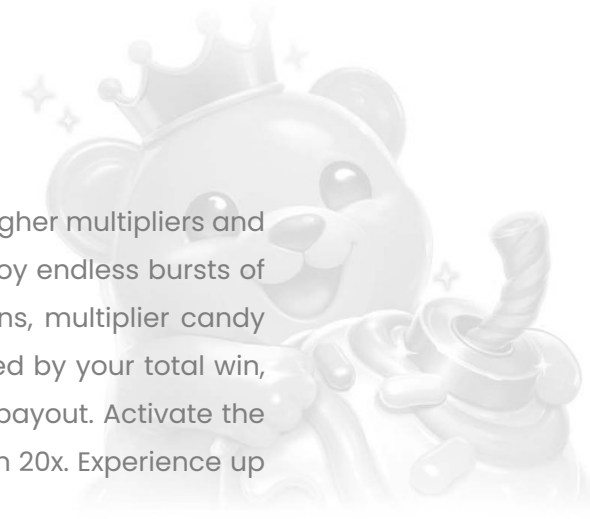 gher multipliers and
oy endless bursts of
ns, multiplier candy
ed by your total win,
payout. Activate the
n 20x. Experience up